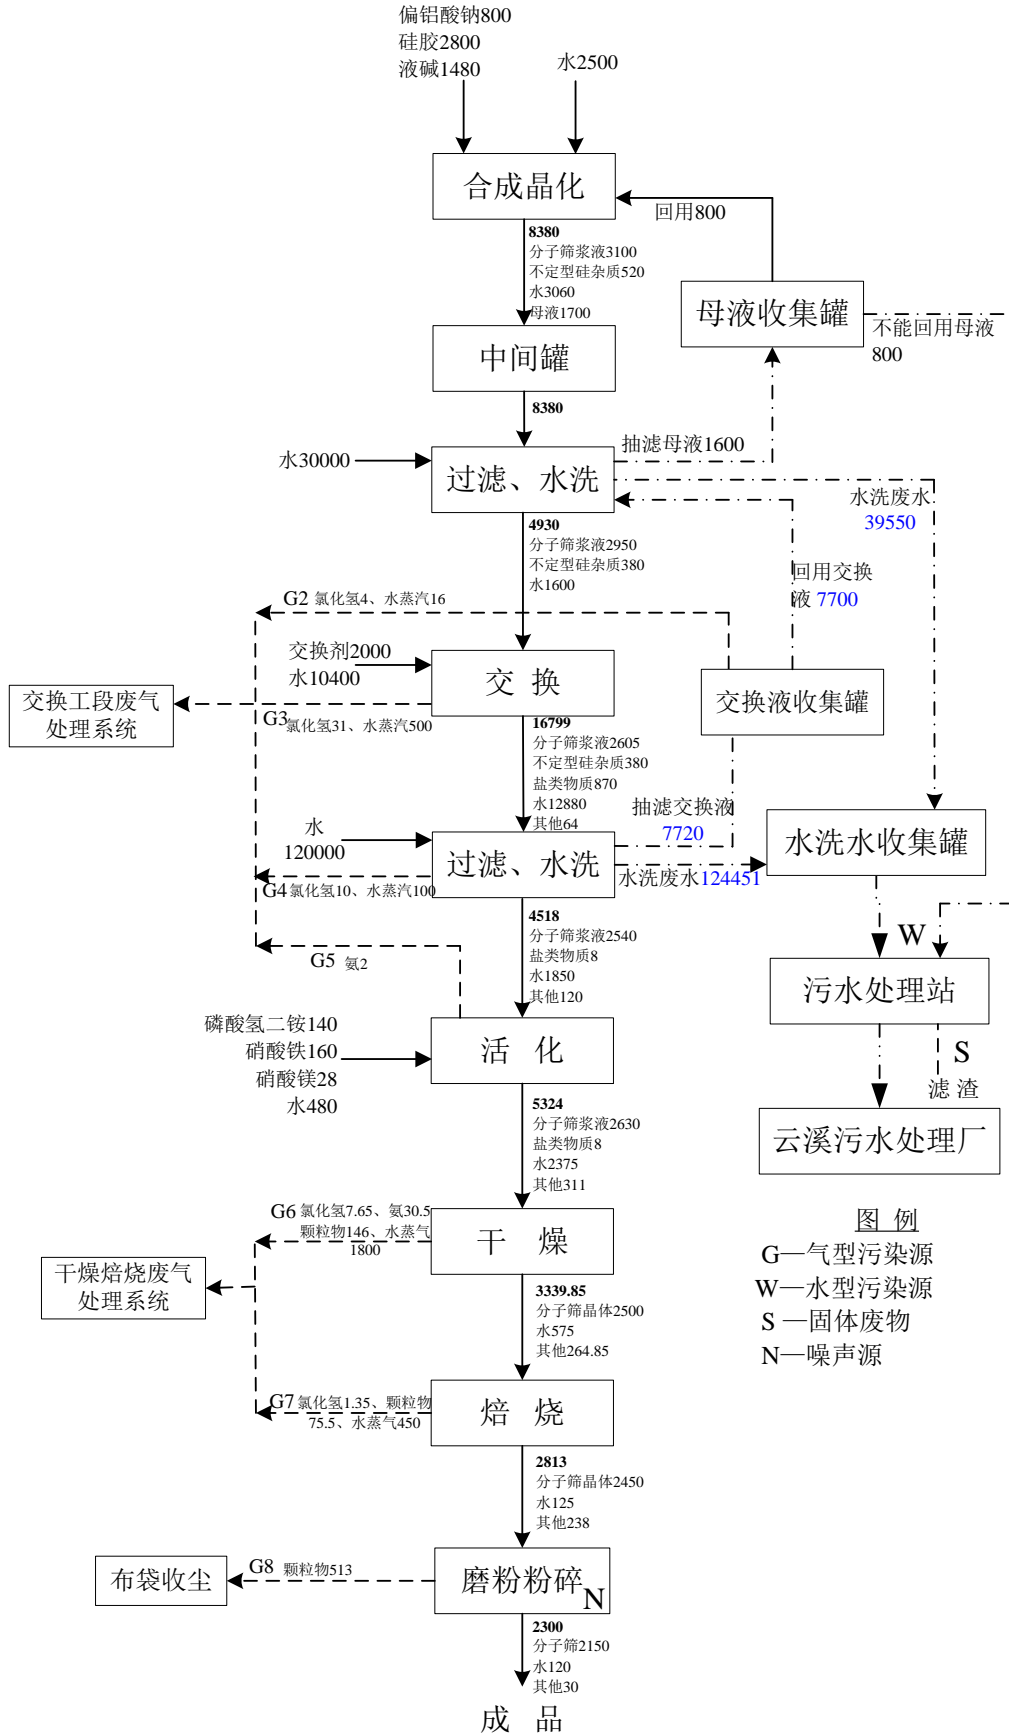 偏铝酸钠800
硅胶2800
液碱1480
水2500
合成晶化
回用800
8380
分子筛浆液3100
不定型硅杂质520
水3060
母液1700
母液收集罐
不能回用母液
800
中间罐
8380
抽滤母液1600
水30000
过滤、水洗
水洗废水
39550
4930
分子筛浆液2950
不定型硅杂质380
水1600
回用交换
液 7700
G2 氯化氢4、水蒸汽16
交换剂2000
水10400
交 换
交换液收集罐
交换工段废气
处理系统
G3 氯化氢31、水蒸汽500
16799
分子筛浆液2605
不定型硅杂质380
盐类物质870
水12880
其他64
抽滤交换液
7720
水
120000
过滤、水洗
水洗水收集罐
G4 氯化氢10、水蒸汽100
水洗废水124451
4518
分子筛浆液2540
盐类物质8
水1850
其他120
W
G5 氨2
污水处理站
磷酸氢二铵140
硝酸铁160
硝酸镁28
水480
活 化
S
滤 渣
5324
分子筛浆液2630
盐类物质8
水2375
其他311
云溪污水处理厂
G6 氯化氢7.65、氨30.5
颗粒物146、水蒸气
1800
干 燥
图 例
G—气型污染源
W—水型污染源
S —固体废物
N—噪声源
干燥焙烧废气
处理系统
3339.85
分子筛晶体2500
水575
其他264.85
G7 氯化氢1.35、颗粒物
75.5、水蒸气450
焙 烧
2813
分子筛晶体2450
水125
其他238
布袋收尘
G8 颗粒物513
磨粉粉碎
N
2300
分子筛2150
水120
其他30
成 品